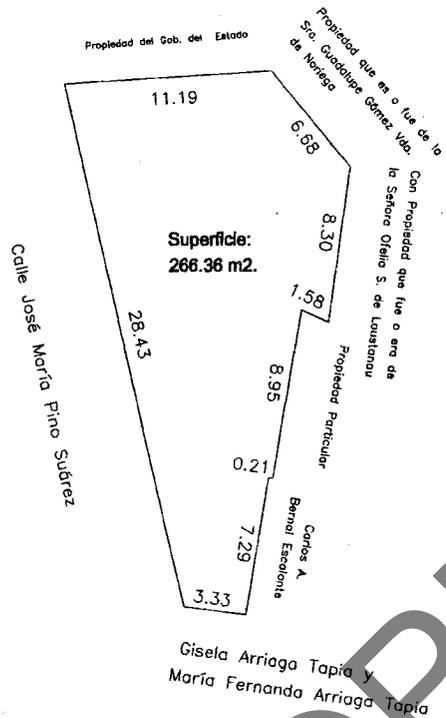 Propiedad del Gob. del Estado
Propiedad que es o fue de la
Sra. Guadalupe Gómez Vda.
de Noriega
11.19
6.68
Con Propiedad que fue o era de
la Señora Ofelia S. de Loustanau
8.30
Superficie:
266.36 m2.
1.58
Calle José María Pino Suárez
28.43
Propiedad Particular
8.95
0.21
Carlos A.
Bernal Escalante
7.29
3.33
Gisela Arriaga Tapia y
María Fernanda Arriaga Tapia